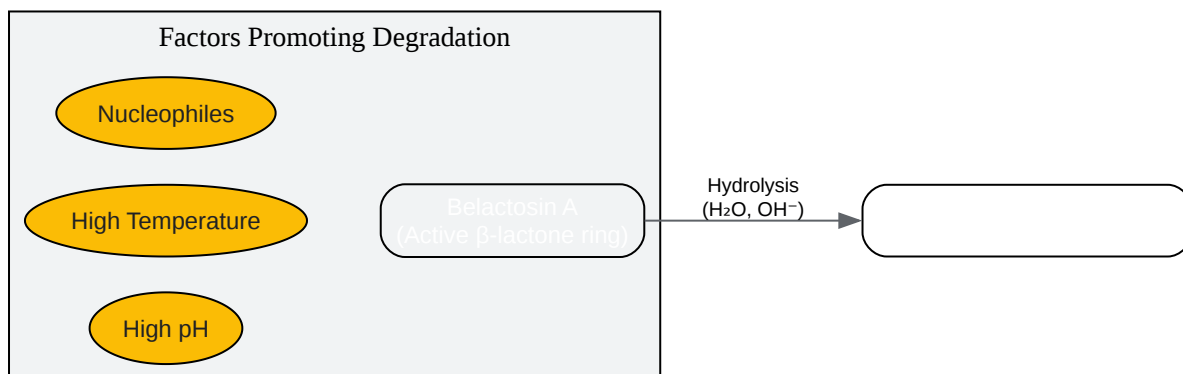 Factors Promoting Degradation
Nucleophiles
High Temperature
High pH
Belactosin A
(Active β-lactone ring)
Hydrolysis
(H₂O, OH⁻)